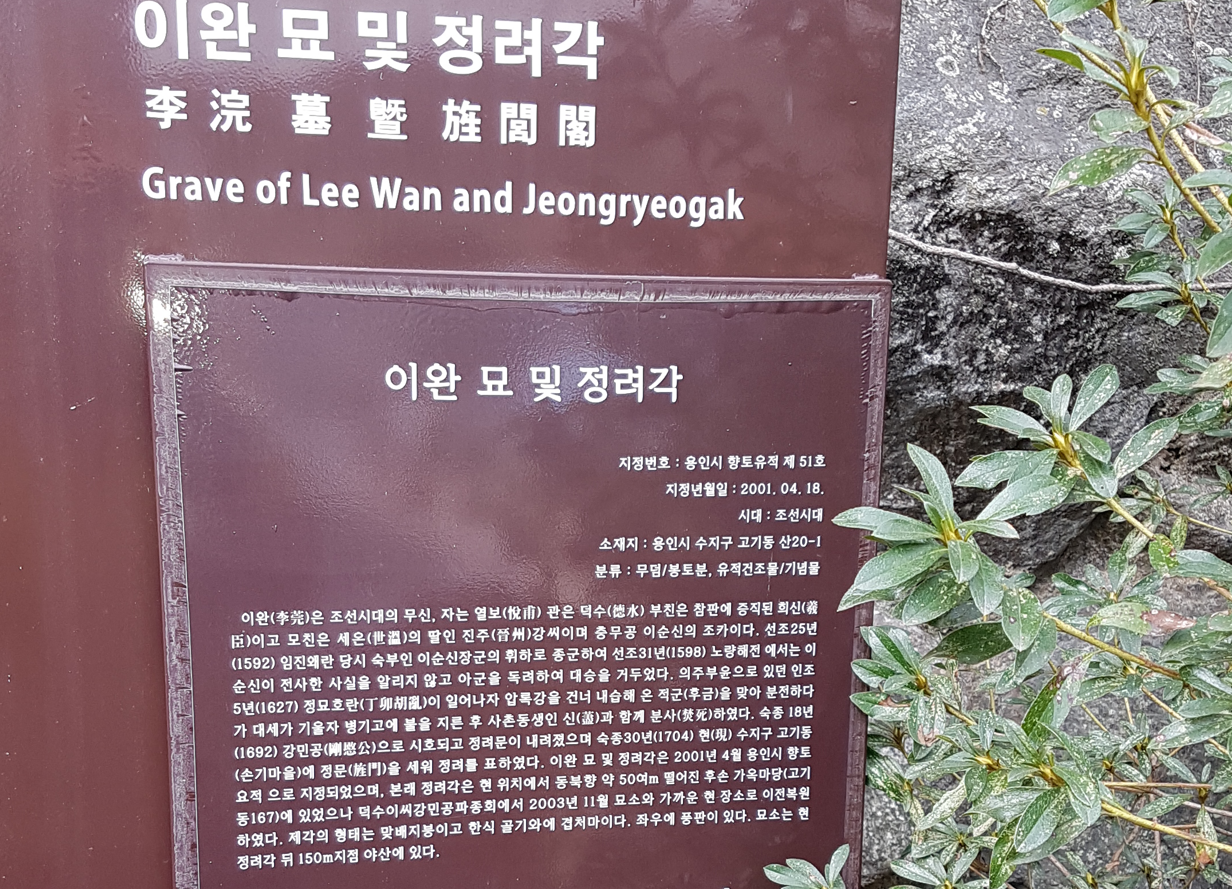 이완 묘 및 정려각
李浣 墓 曁 旌閭閣
Grave of Lee Wan and Jeongryeogak
이완 묘 및 정려각
지정번호 : 용인시 향토유적 제 51호
지정년월일 : 2001. 04. 18.
시대 : 조선시대
소재지 : 용인시 수지구 고기동 산20-1
분류 : 무덤/봉토분, 유적건조물/기념물
이완(李莞)은 조선시대의 무신, 자는 열보(悅甫) 관은 덕수(德水) 부친은 참판에 증직된 희신(羲
臣)이고 모친은 세온(世溫)의 딸인 진주(晉州)강씨이며 충무공 이순신의 조카이다. 선조25년
(1592) 임진왜란 당시 숙부인 이순신장군의 휘하로 종군하여 선조31년(1598) 노량해전 에서는 이
순신이 전사한 사실을 알리지 않고 아군을 독려하여 대승을 거두었다. 의주부윤으로 있던 인조
5년(1627) 정묘호란(丁卯胡亂)이 일어나자 압록강을 건너 내습해 온 적군(후금)을 맞아 분전하다
가 대세가 기울자 병기고에 불을 지른 후 사촌동생인 신(藎)과 함께 분사(焚死)하였다. 숙종 18년
(1692) 강민공(剛愍公)으로 시호되고 정려문이 내려졌으며 숙종30년(1704) 현(現) 수지구 고기동
(손기마을)에 정문(旌門)을 세워 정려를 표하였다. 이완 묘 및 정려각은 2001년 4월 용인시 향토
요적 으로 지정되었으며, 본래 정려각은 현 위치에서 동북향 약 50여m 떨어진 후손 가옥마당(고기
동167)에 있었으나 덕수이씨강민공파종회에서 2003년 11월 묘소와 가까운 현 장소로 이전복원
하였다. 제각의 형태는 맞배지붕이고 한식 골기와에 겹처마이다. 좌우에 풍판이 있다. 묘소는 현
정려각 뒤 150m지점 야산에 있다.